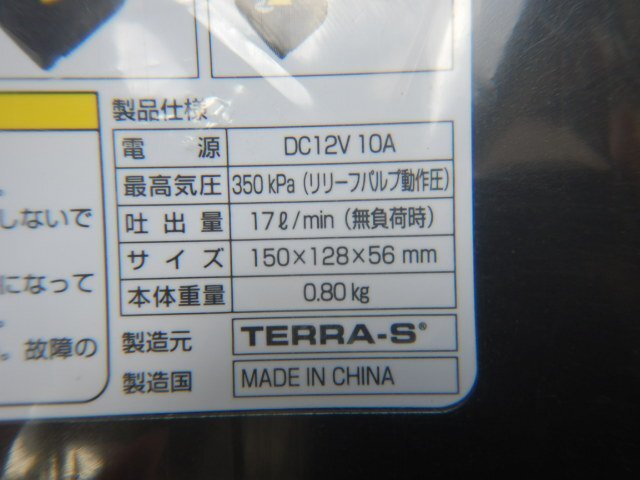 製品仕様
電源 DC12V 10A
最高気圧 350 kPa（リリーフバルブ動作圧）
吐出量 17ℓ/min（無負荷時）
サイズ 150×128×56 mm
本体重量 0.80 kg
製造元 TERRA-S®
製造国 MADE IN CHINA
。
しないで
になって
。
。故障の